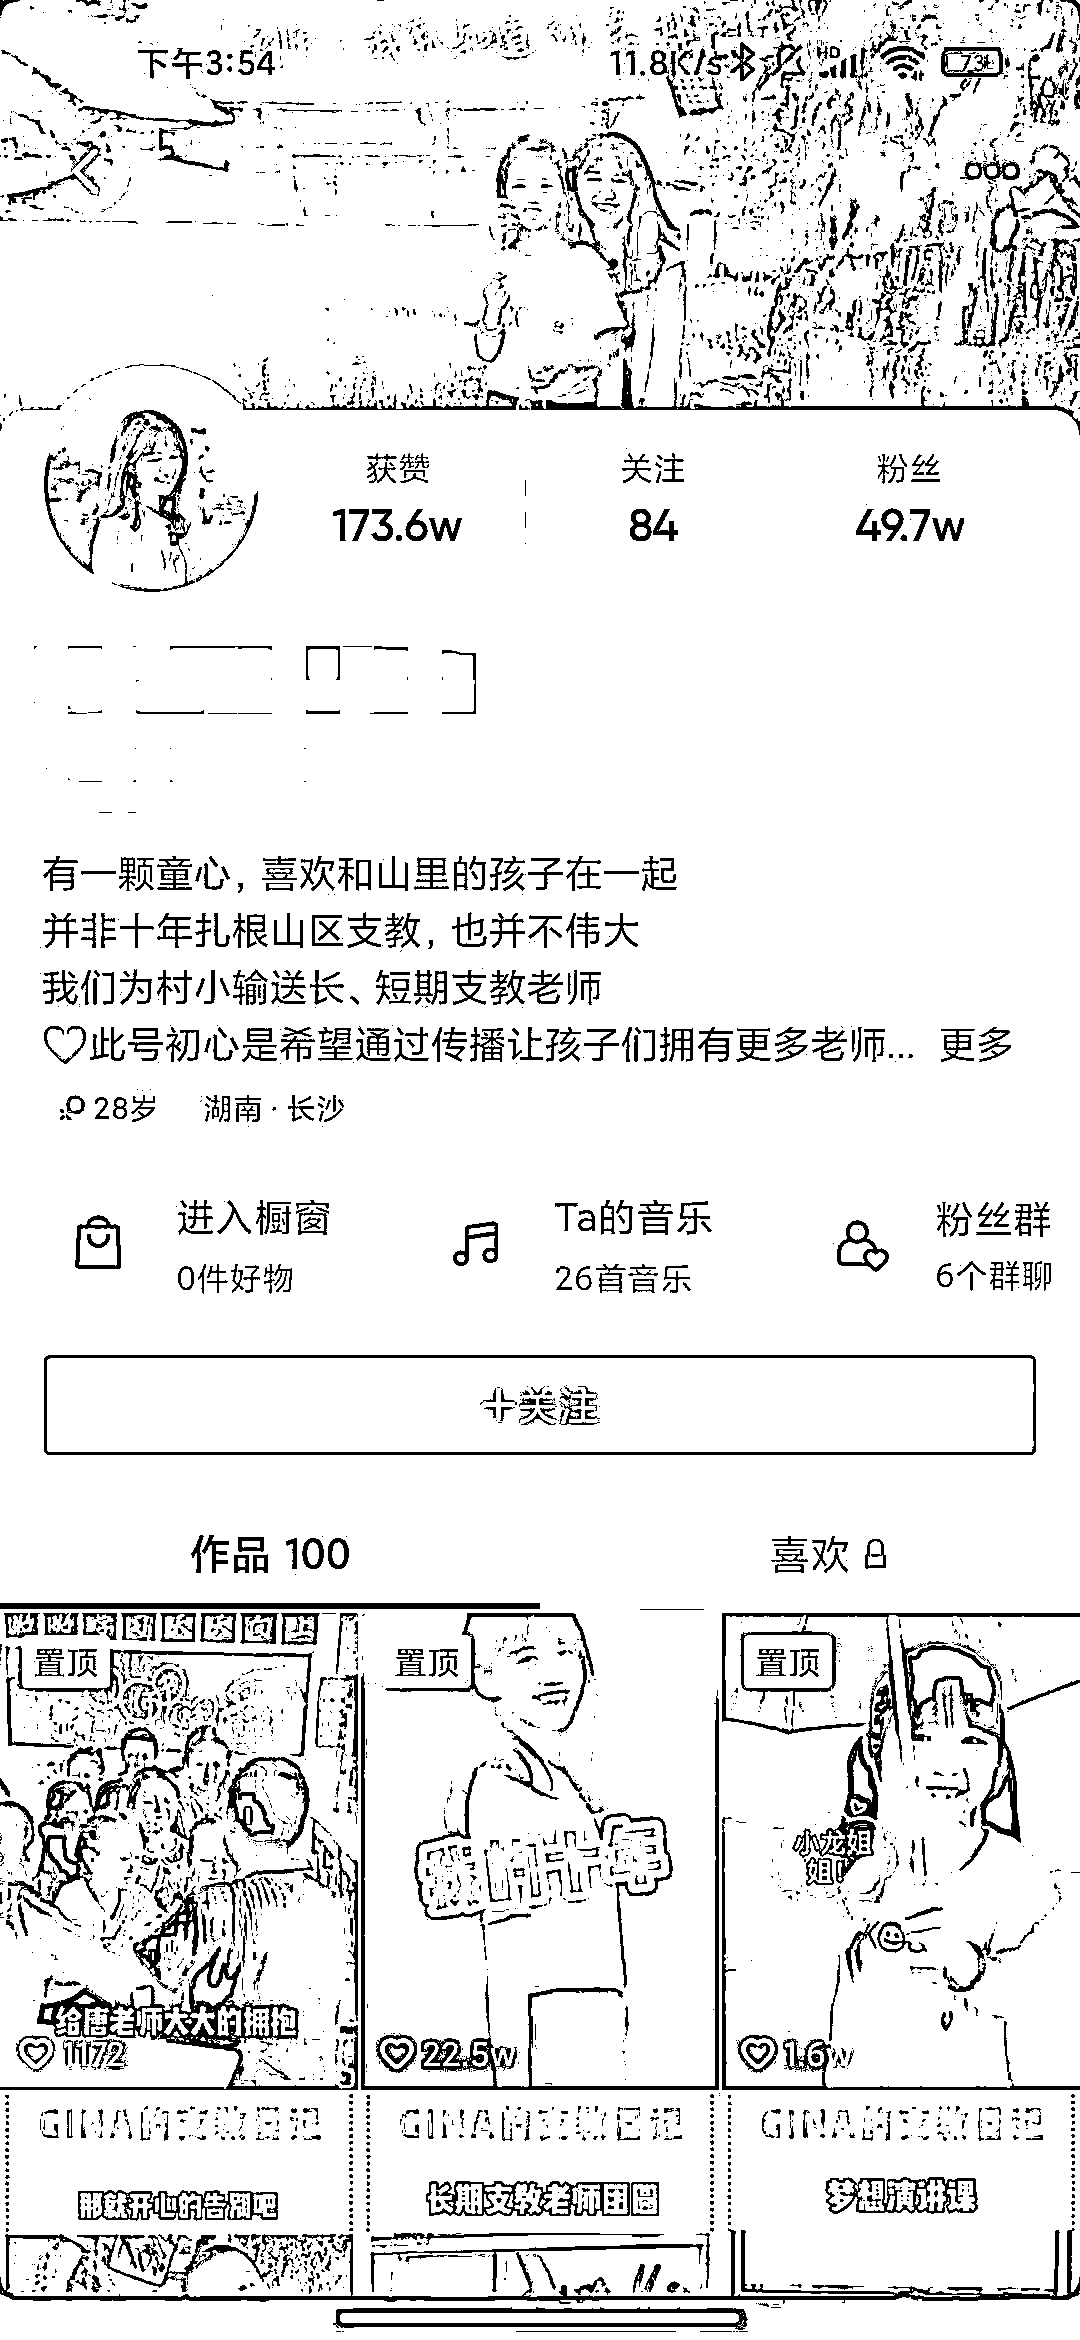 下午3:54
11.8K/s
HD
73
获赞
关注
粉丝
173.6w
84
49.7w
有一颗童心，喜欢和山里的孩子在一起
并非十年扎根山区支教，也并不伟大
我们为村小输送长、短期支教老师
♡此号初心是希望通过传播让孩子们拥有更多老师... 更多
28岁
湖南·长沙
进入橱窗
Ta的音乐
粉丝群
0件好物
26首音乐
6个群聊
+关注
作品 100
喜欢
置顶
置顶
置顶
我的十年
小龙姐
姐!
给唐老师大大的拥抱
1172
22.5w
1.6w
GINA的支教日记
GINA的支教日记
GINA的支教日记
那就开心的告别吧
长期支教老师团圆
梦想演讲课